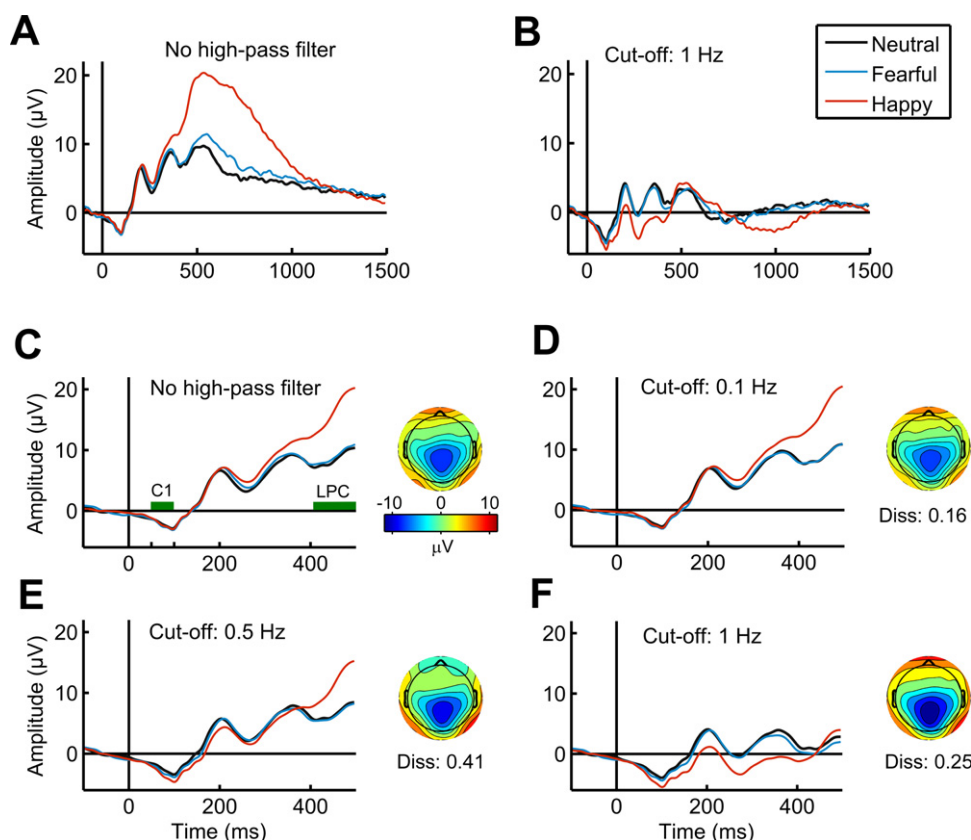 A
No high-pass filter
20
10
0
Amplitude (µV)
0 500 1000 1500
B
Cut-off: 1 Hz
20
10
0
0 500 1000 1500
Neutral
Fearful
Happy
C
No high-pass filter
20
10
0
Amplitude (µV)
C1 LPC
0 200 400
-10 0 10
µV
D
Cut-off: 0.1 Hz
20
10
0
0 200 400
Diss: 0.16
E
Cut-off: 0.5 Hz
20
10
0
Amplitude (µV)
0 200 400
Time (ms)
Diss: 0.41
F
Cut-off: 1 Hz
20
10
0
0 200 400
Time (ms)
Diss: 0.25